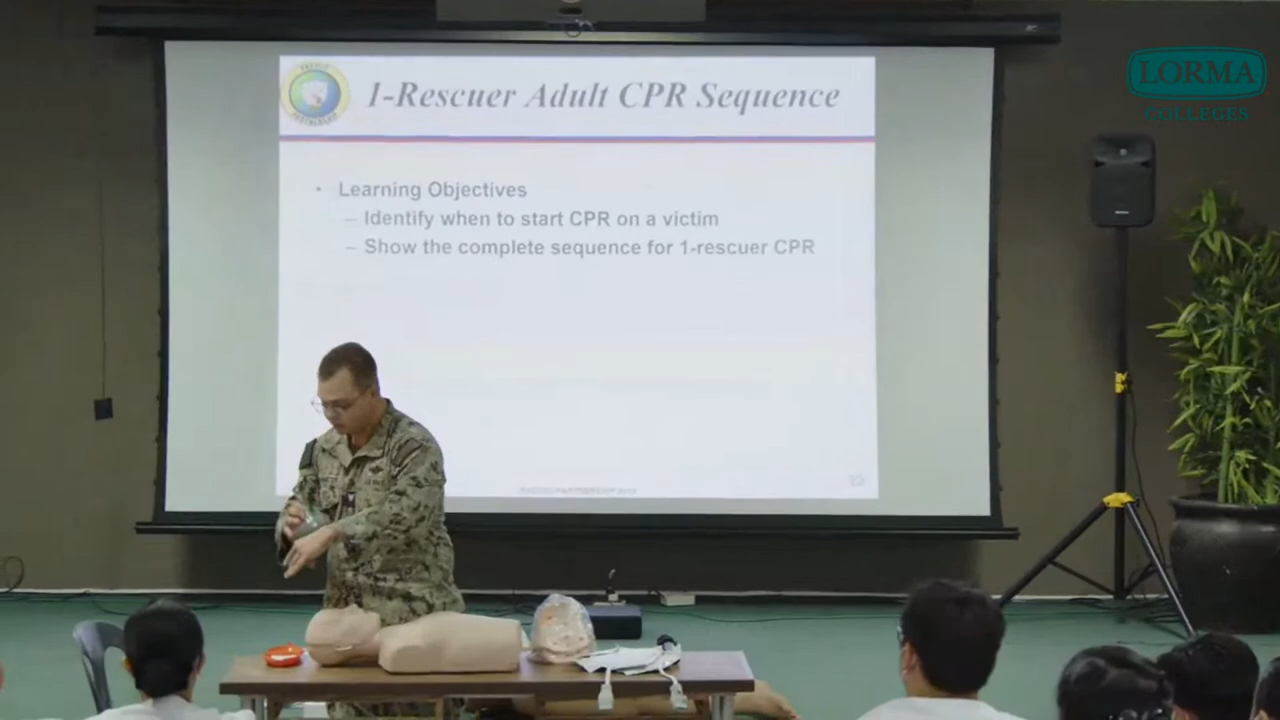 LORMA
COLLEGES
1-Rescuer Adult CPR Sequence
• Learning Objectives
– Identify when to start CPR on a victim
– Show the complete sequence for 1-rescuer CPR